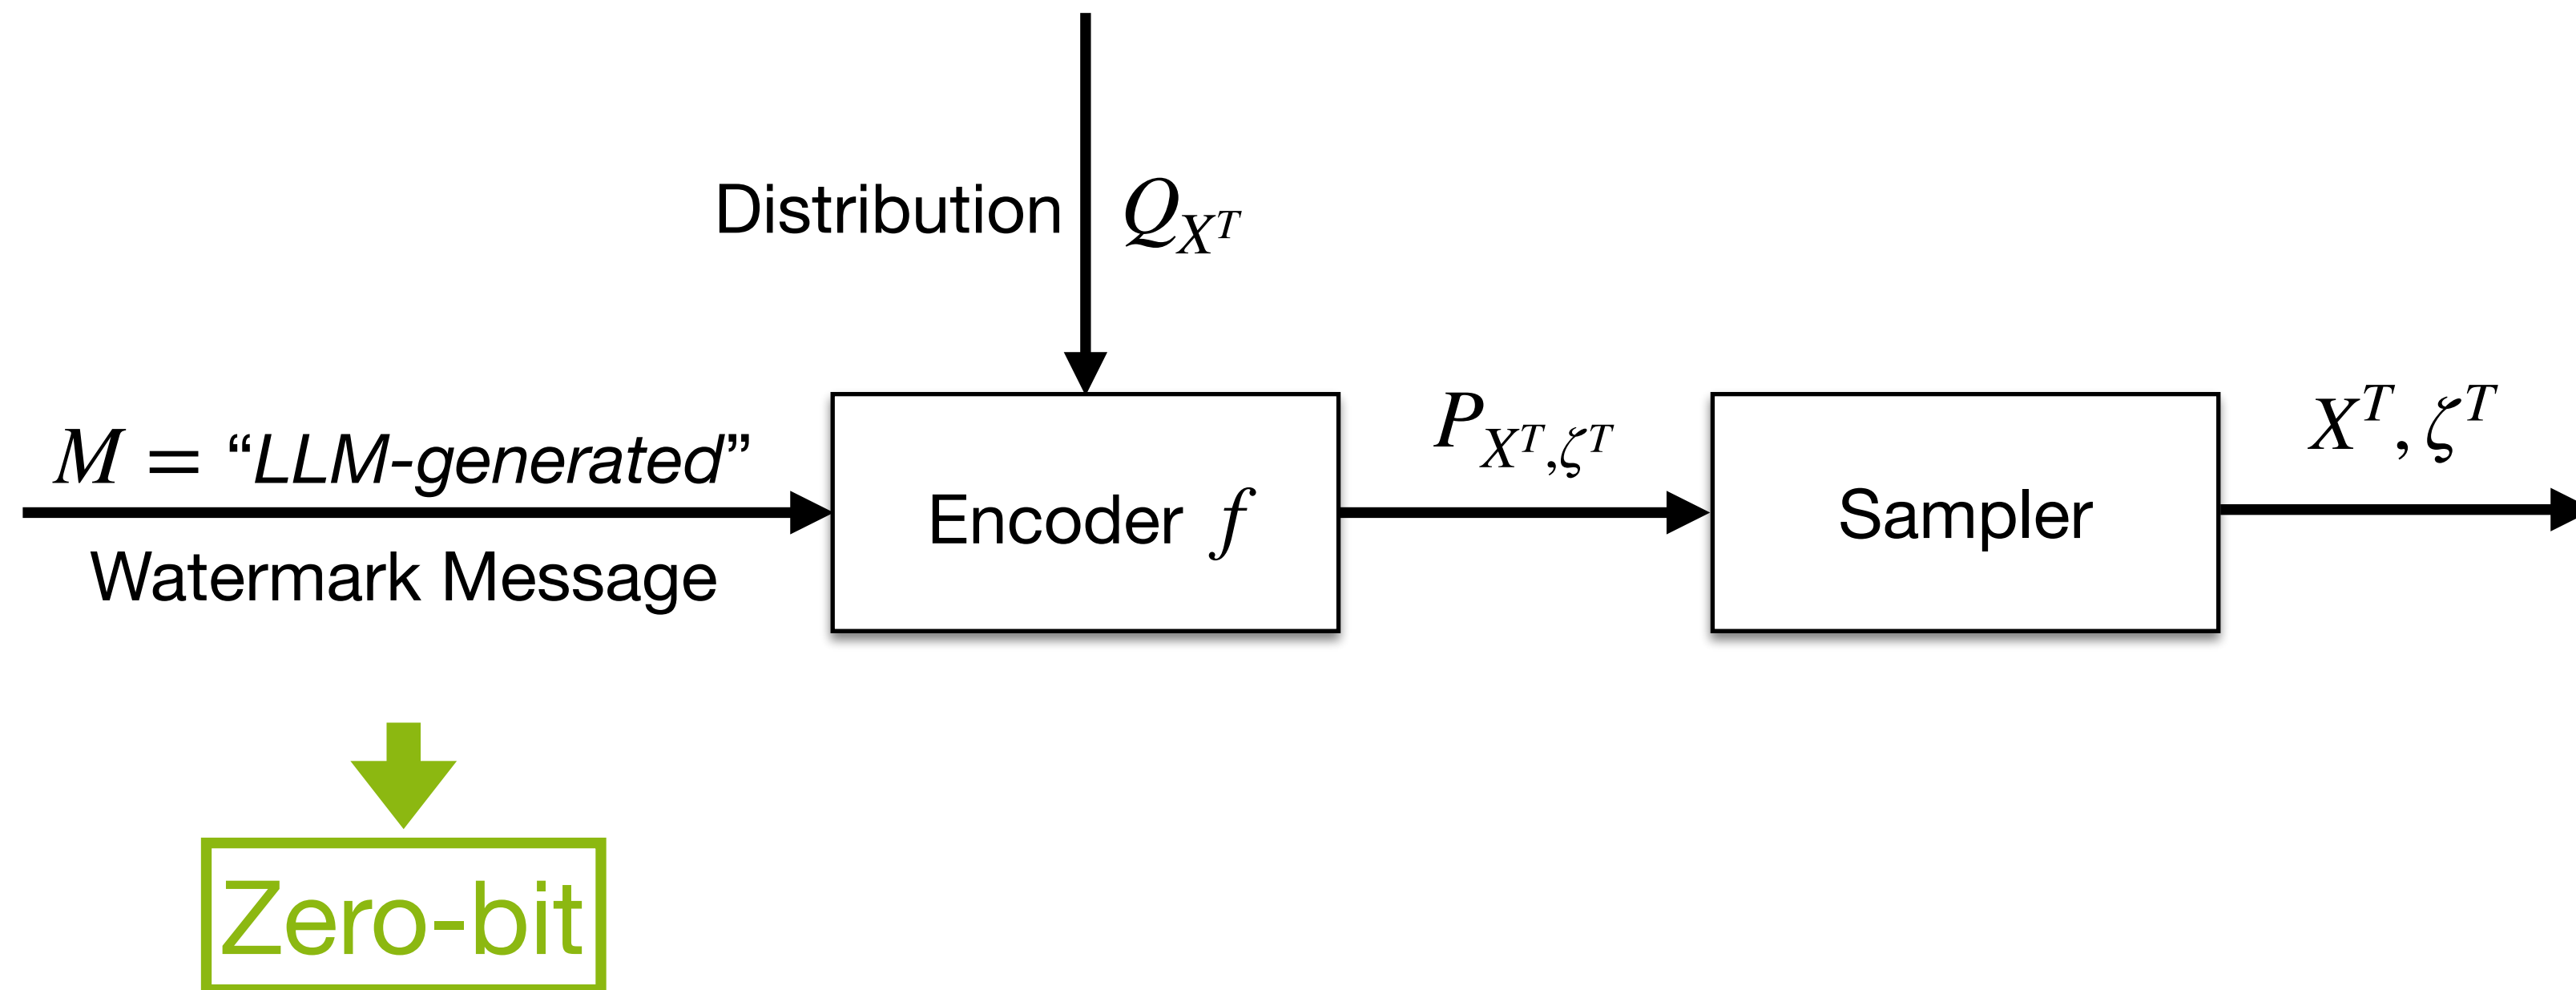 Distribution Q_{X^T}
M = “LLM-generated”
Watermark Message
Encoder f
P_{X^T, ζ^T}
Sampler
X^T, ζ^T
Zero-bit